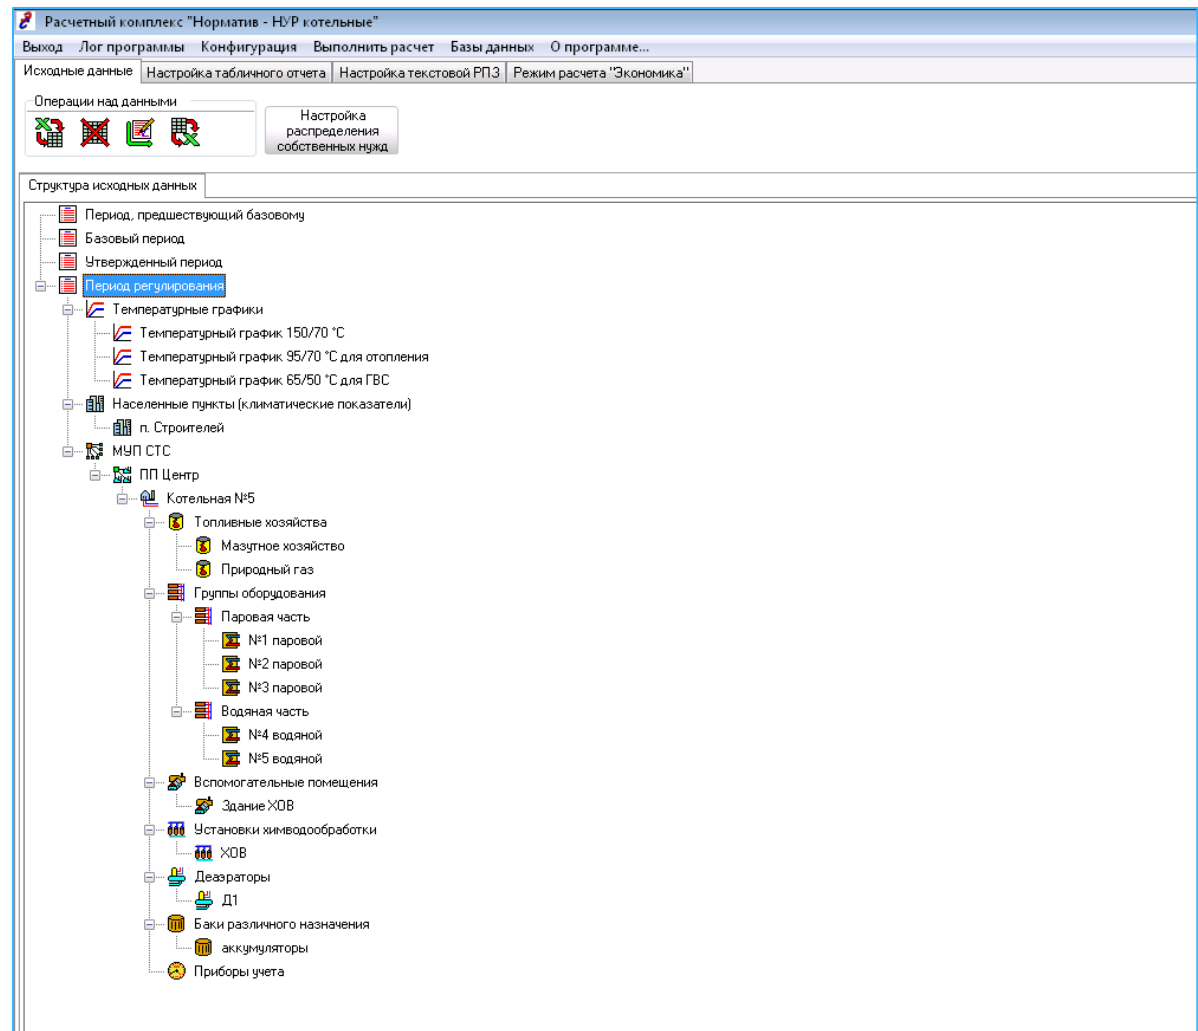 Расчетный комплекс "Норматив - НУР котельные"
Выход Лог программы Конфигурация Выполнить расчет Базы данных О программе...
Исходные данные Настройка табличного отчета Настройка текстовой РПЗ Режим расчета "Экономика"
Операции над данными
Настройка
распределения
собственных нужд
Структура исходных данных
Период, предшествующий базовому
Базовый период
Утвержденный период
Период регулирования
Температурные графики
Температурный график 150/70 °С
Температурный график 95/70 °С для отопления
Температурный график 65/50 °С для ГВС
Населенные пункты (климатические показатели)
п. Строителей
МУП СТС
ПП Центр
Котельная №5
Топливные хозяйства
Мазутное хозяйство
Природный газ
Группы оборудования
Паровая часть
№1 паровой
№2 паровой
№3 паровой
Водяная часть
№4 водяной
№5 водяной
Вспомогательные помещения
Здание ХОВ
Установки химводообработки
ХОВ
Деаэраторы
Д1
Баки различного назначения
аккумуляторы
Приборы учета